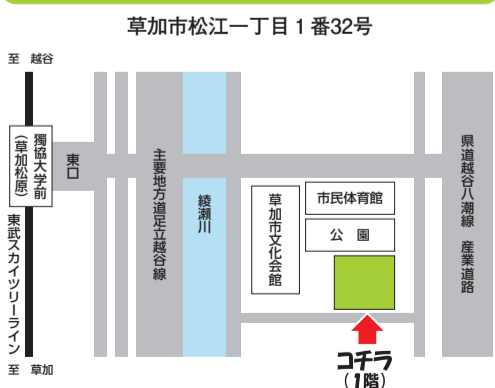 草加市松江一丁目1番32号
至 越谷
獨協大学前
(草加松原)
東口
東武スカイツリーライン
至 草加
主要地方道足立越谷線
綾瀬川
草加市文化会館
市民体育館
公園
県道越谷八潮線 産業道路
コチラ
(1階)